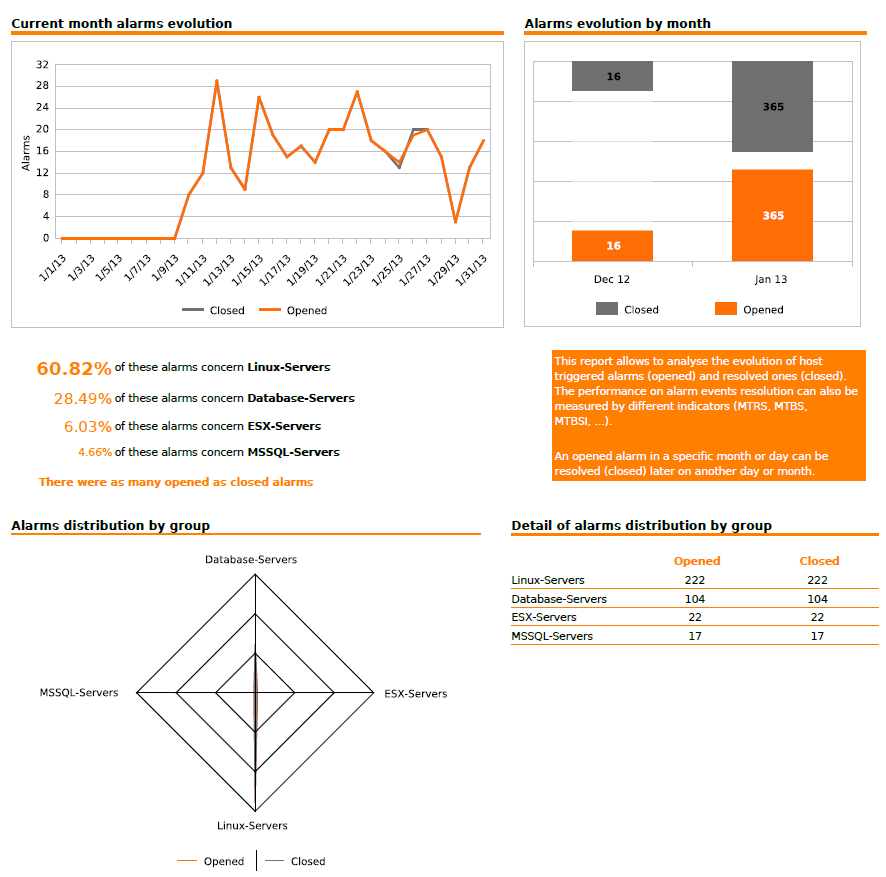 Current month alarms evolution
Alarms evolution by month
32
28
24
20
16
12
8
4
0
Alarms
1/1/13
1/3/13
1/5/13
1/7/13
1/9/13
1/11/13
1/13/13
1/15/13
1/17/13
1/19/13
1/21/13
1/23/13
1/25/13
1/27/13
1/29/13
1/31/13
Closed Opened
16
365
16
365
Dec 12 Jan 13
Closed Opened
60.82% of these alarms concern Linux-Servers
28.49% of these alarms concern Database-Servers
6.03% of these alarms concern ESX-Servers
4.66% of these alarms concern MSSQL-Servers
There were as many opened as closed alarms
This report allows to analyse the evolution of host
triggered alarms (opened) and resolved ones (closed).
The performance on alarm events resolution can also be
measured by different indicators (MTRS, MTBS,
MTBSI, ...).
An opened alarm in a specific month or day can be
resolved (closed) later on another day or month.
Alarms distribution by group
Database-Servers
MSSQL-Servers
ESX-Servers
Linux-Servers
Opened Closed
Detail of alarms distribution by group
Opened Closed
Linux-Servers 222 222
Database-Servers 104 104
ESX-Servers 22 22
MSSQL-Servers 17 17